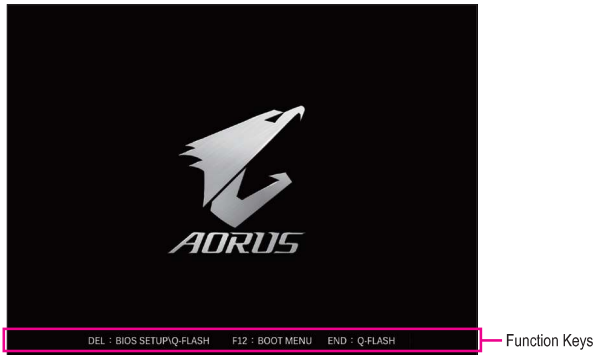 AORUS
DEL : BIOS SETUP\Q-FLASH F12 : BOOT MENU END : Q-FLASH
Function Keys